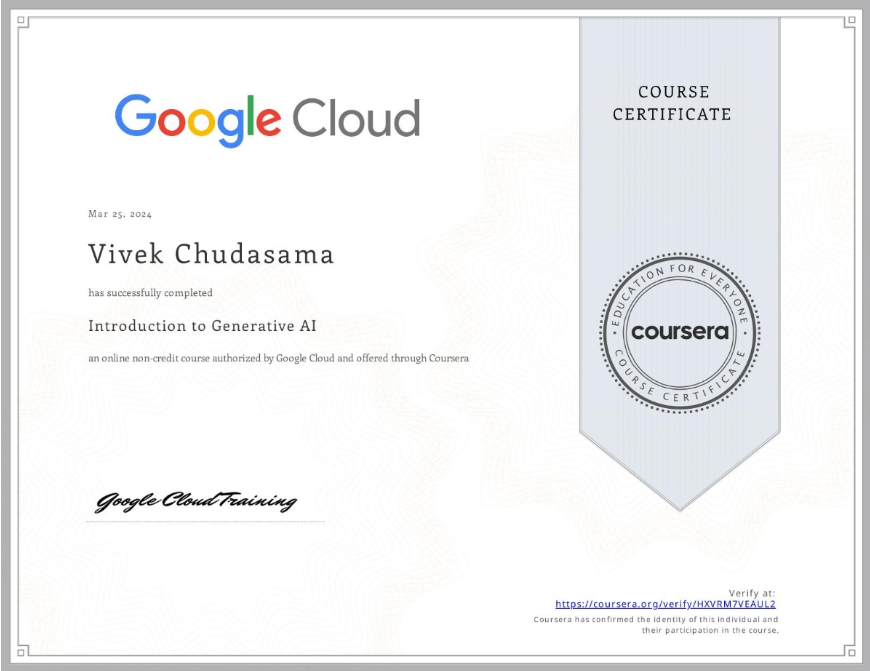 Google Cloud
COURSE
CERTIFICATE
Mar 25, 2024
Vivek Chudasama
has successfully completed
Introduction to Generative AI
an online non-credit course authorized by Google Cloud and offered through Coursera
EDUCATION FOR EVERYONE
coursera
COURSE CERTIFICATE
Google Cloud Training
Verify at:
https://coursera.org/verify/HXVRM7VEAUL2
Coursera has confirmed the identity of this individual and
their participation in the course.